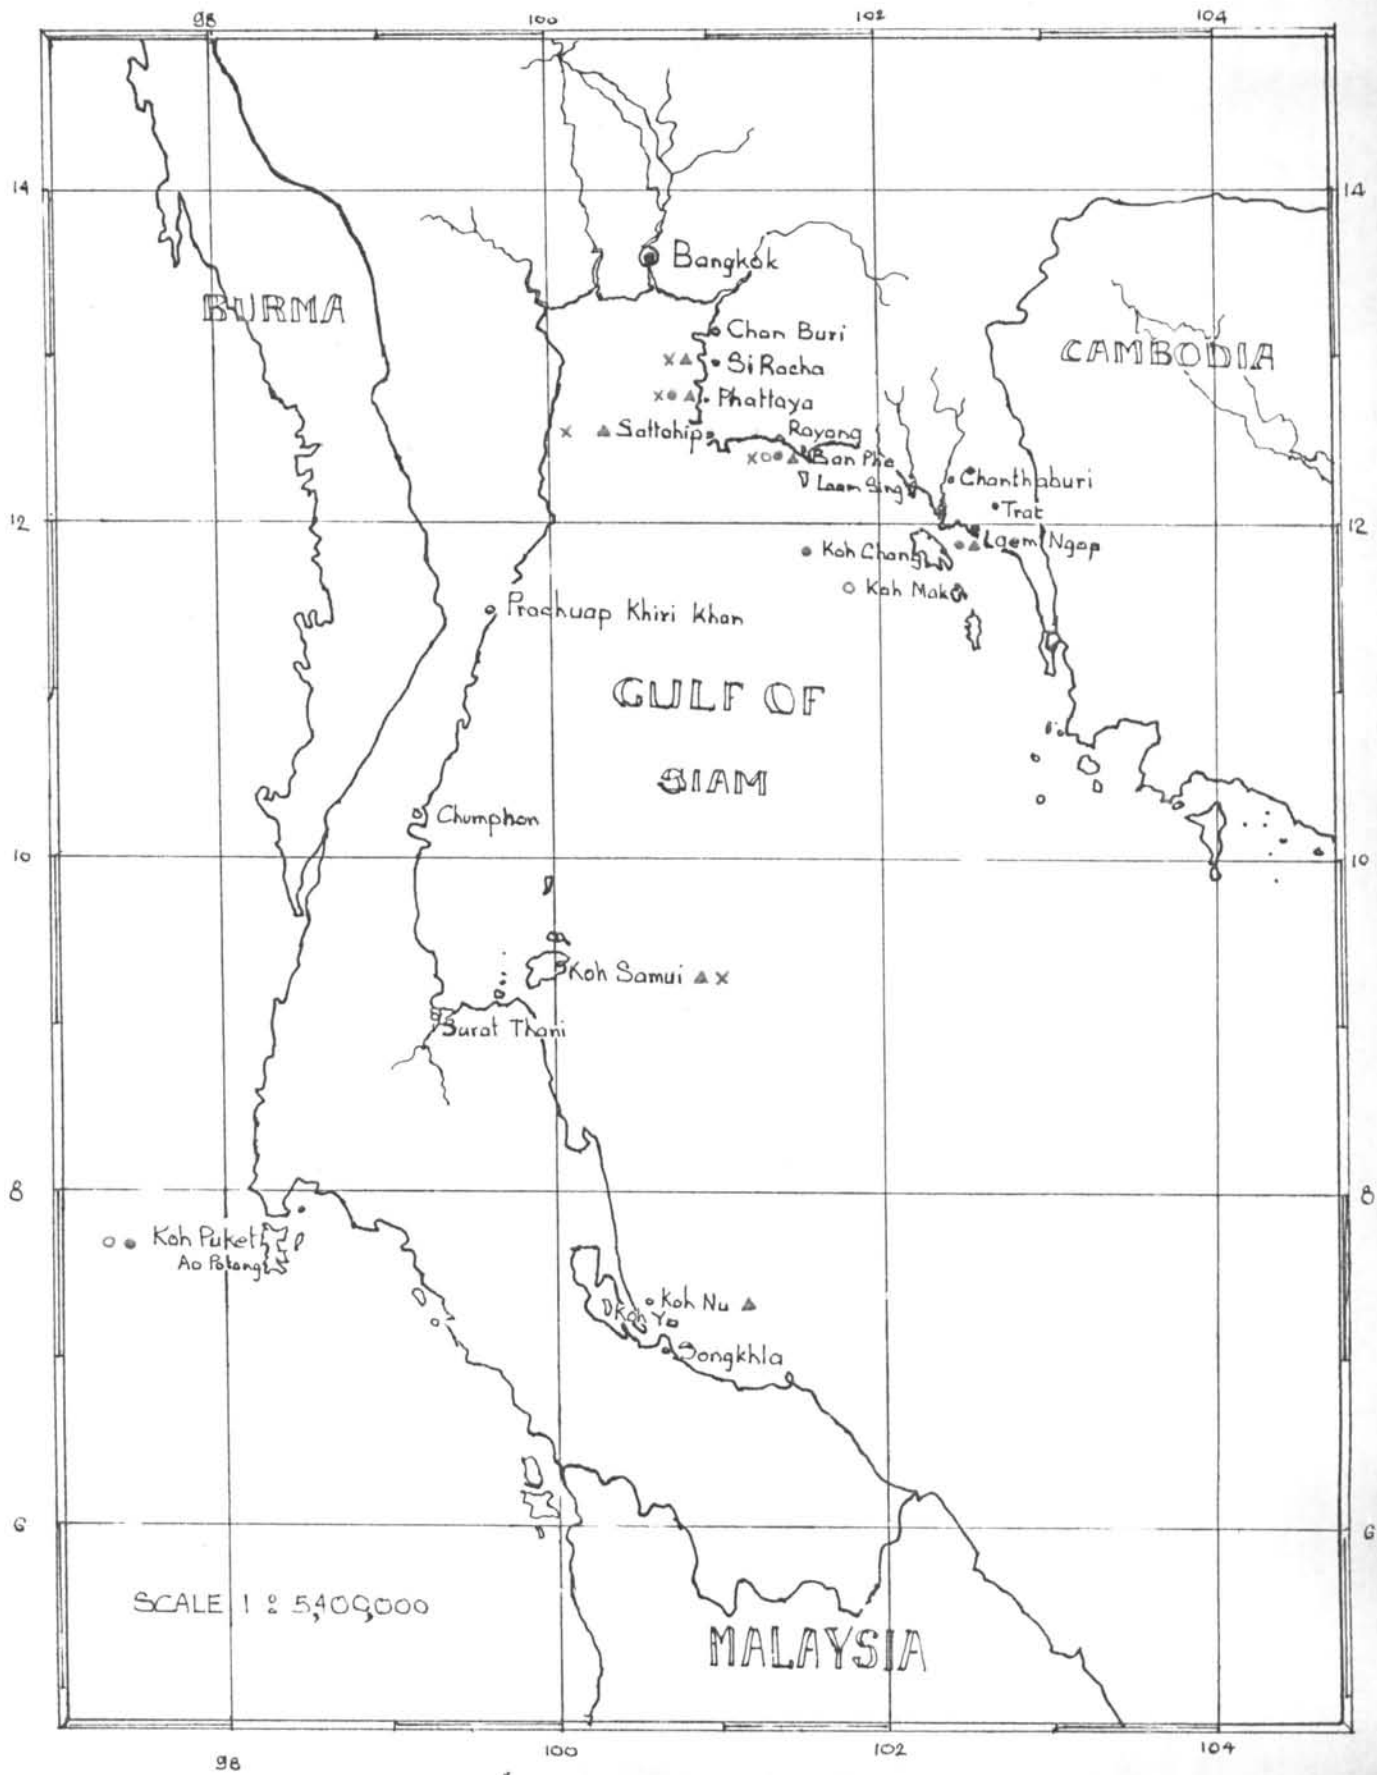 98 100 102 104
14 14
Bangkok
BURMA
Chon Buri
CAMBODIA
Si Racha
x ▲
Phattaya
x ● ▲
Sattahip
x ▲
Rayong
Ban Phe
x ○ ● ▲
Laem Sing
Chanthaburi
Trat
12 12
Laem Ngop
● ▲
Koh Chang
●
Koh Mak
○
Prachuap Khiri Khan
GULF OF
SIAM
Chumphon
10 10
Koh Samui ▲ x
Surat Thani
8 8
○ ● Koh Puket
Ao Patong
Koh Nu ▲
Koh Yo
Songkhla
6 6
SCALE 1 : 5,400,000
MALAYSIA
98 100 102 104